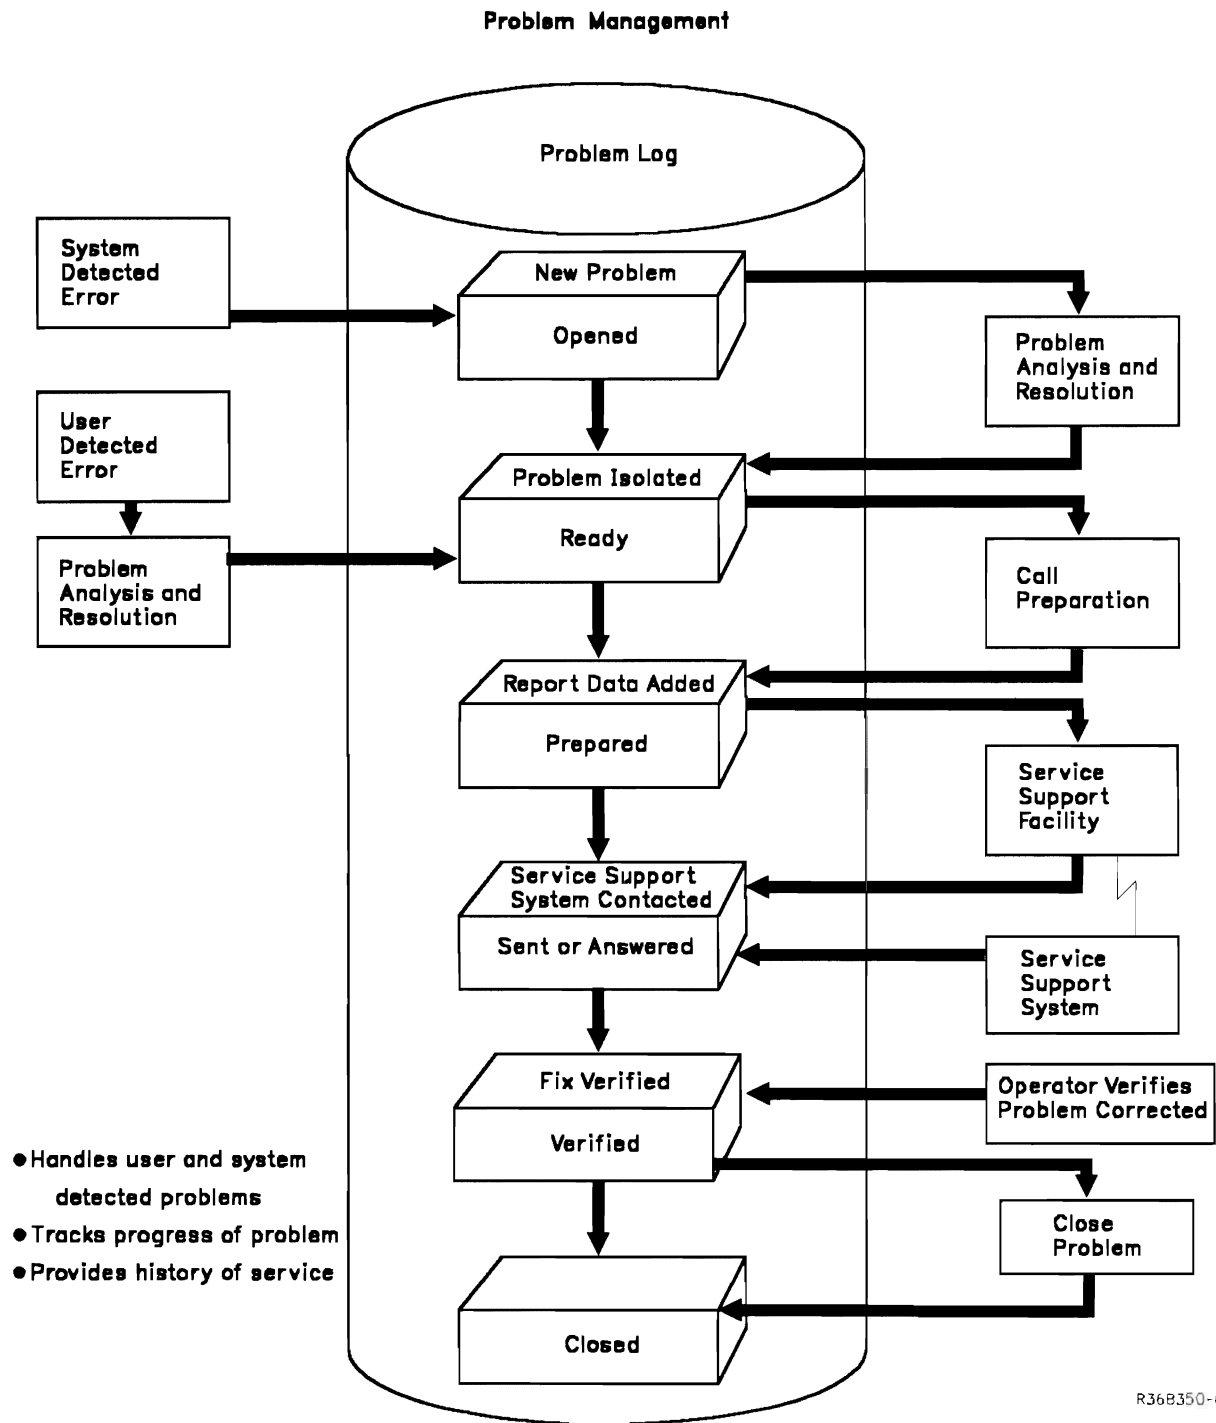 Problem Management
Problem Log
System
Detected
Error
New Problem
Opened
Problem
Analysis and
Resolution
User
Detected
Error
Problem Isolated
Ready
Problem
Analysis and
Resolution
Call
Preparation
Report Data Added
Prepared
Service
Support
Facility
Service Support
System Contacted
Sent or Answered
Service
Support
System
Fix Verified
Verified
Operator Verifies
Problem Corrected
● Handles user and system
detected problems
● Tracks progress of problem
● Provides history of service
Close
Problem
Closed
R36B350-